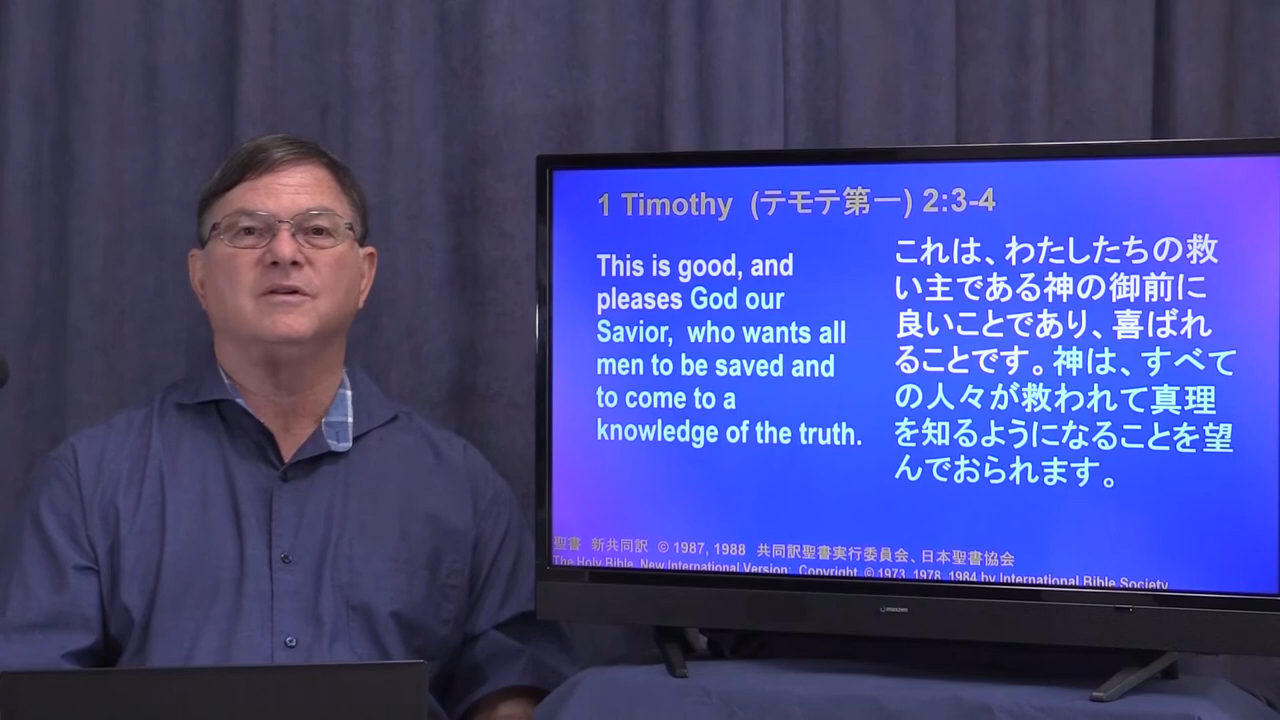 1 Timothy (テモテ第一) 2:3-4
This is good, and
pleases God our
Savior, who wants all
men to be saved and
to come to a
knowledge of the truth.
これは、わたしたちの救
い主である神の御前に
良いことであり、喜ばれ
ることです。神は、すべて
の人々が救われて真理
を知るようになることを望
んでおられます。
聖書 新共同訳 © 1987, 1988 共同訳聖書実行委員会、日本聖書協会
The Holy Bible, New International Version; Copyright © 1973, 1978, 1984 by International Bible Society